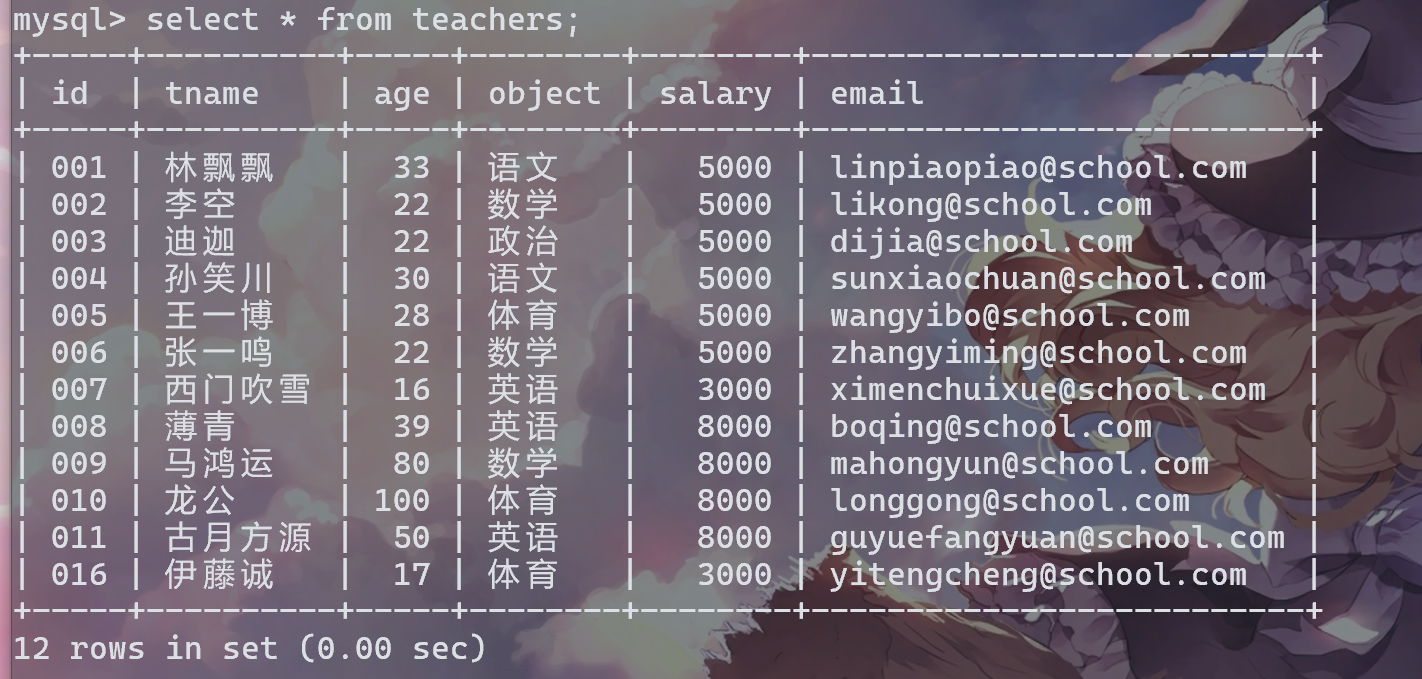 mysql> select * from teachers;
+-----+----------+-----+--------+--------+--------------------------+
| id  | tname    | age | object | salary | email                    |
+-----+----------+-----+--------+--------+--------------------------+
| 001 | 林飘飘   |  33 | 语文   |   5000 | linpiaopiao@school.com   |
| 002 | 李空     |  22 | 数学   |   5000 | likong@school.com        |
| 003 | 迪迦     |  22 | 政治   |   5000 | dijia@school.com         |
| 004 | 孙笑川   |  30 | 语文   |   5000 | sunxiaochuan@school.com  |
| 005 | 王一博   |  28 | 体育   |   5000 | wangyibo@school.com      |
| 006 | 张一鸣   |  22 | 数学   |   5000 | zhangyiming@school.com   |
| 007 | 西门吹雪 |  16 | 英语   |   3000 | ximenchuixue@school.com  |
| 008 | 薄青     |  39 | 英语   |   8000 | boqing@school.com        |
| 009 | 马鸿运   |  80 | 数学   |   8000 | mahongyun@school.com     |
| 010 | 龙公     | 100 | 体育   |   8000 | longgong@school.com      |
| 011 | 古月方源 |  50 | 英语   |   8000 | guyuefangyuan@school.com |
| 016 | 伊藤诚   |  17 | 体育   |   3000 | yitengcheng@school.com   |
+-----+----------+-----+--------+--------+--------------------------+
12 rows in set (0.00 sec)